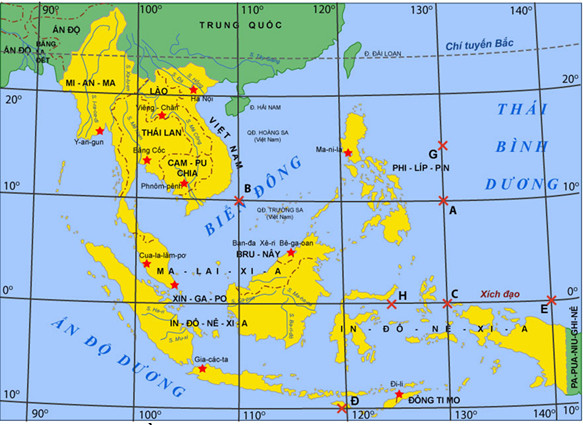 90°
100°
110°
120°
130°
140°
TRUNG QUỐC
ẤN ĐỘ
BĂNG
LA
ĐÉT
ẤN ĐỘ
Đ. ĐÀI LOAN
Chí tuyến Bắc
MI - AN - MA
LÀO
Hà Nội
20°
20°
Viêng - Chăn
Đ. HẢI NAM
THÁI
BÌNH
DƯƠNG
THÁI LAN
VIỆT NAM
QĐ. HOÀNG SA
(Việt Nam)
Y-an-gun
Ma-ni-la
G
Băng Cốc
CAM - PU
CHIA
PHI - LÍP - PIN
Phnôm-pênh
BIỂN ĐÔNG
B
10°
10°
A
QĐ. TRƯỜNG SA
(Việt Nam)
Ban-đa Xê-ri Bê-ga-oan
BRU - NÂY
Cua-la-lăm-pơ
MA - LAI - XI - A
XIN - GA - PO
H
C
Xích đạo
E
0°
0°
IN - ĐÔ - NÊ - XI - A
IN - ĐÔ - NÊ - XI - A
PA-PUA-NIU-GHI-NÊ
ẤN ĐỘ DƯƠNG
Gia-các-ta
Đi-li
ĐÔNG TI MO
Đ
10°
10°
90°
100°
110°
120°
130°
140°